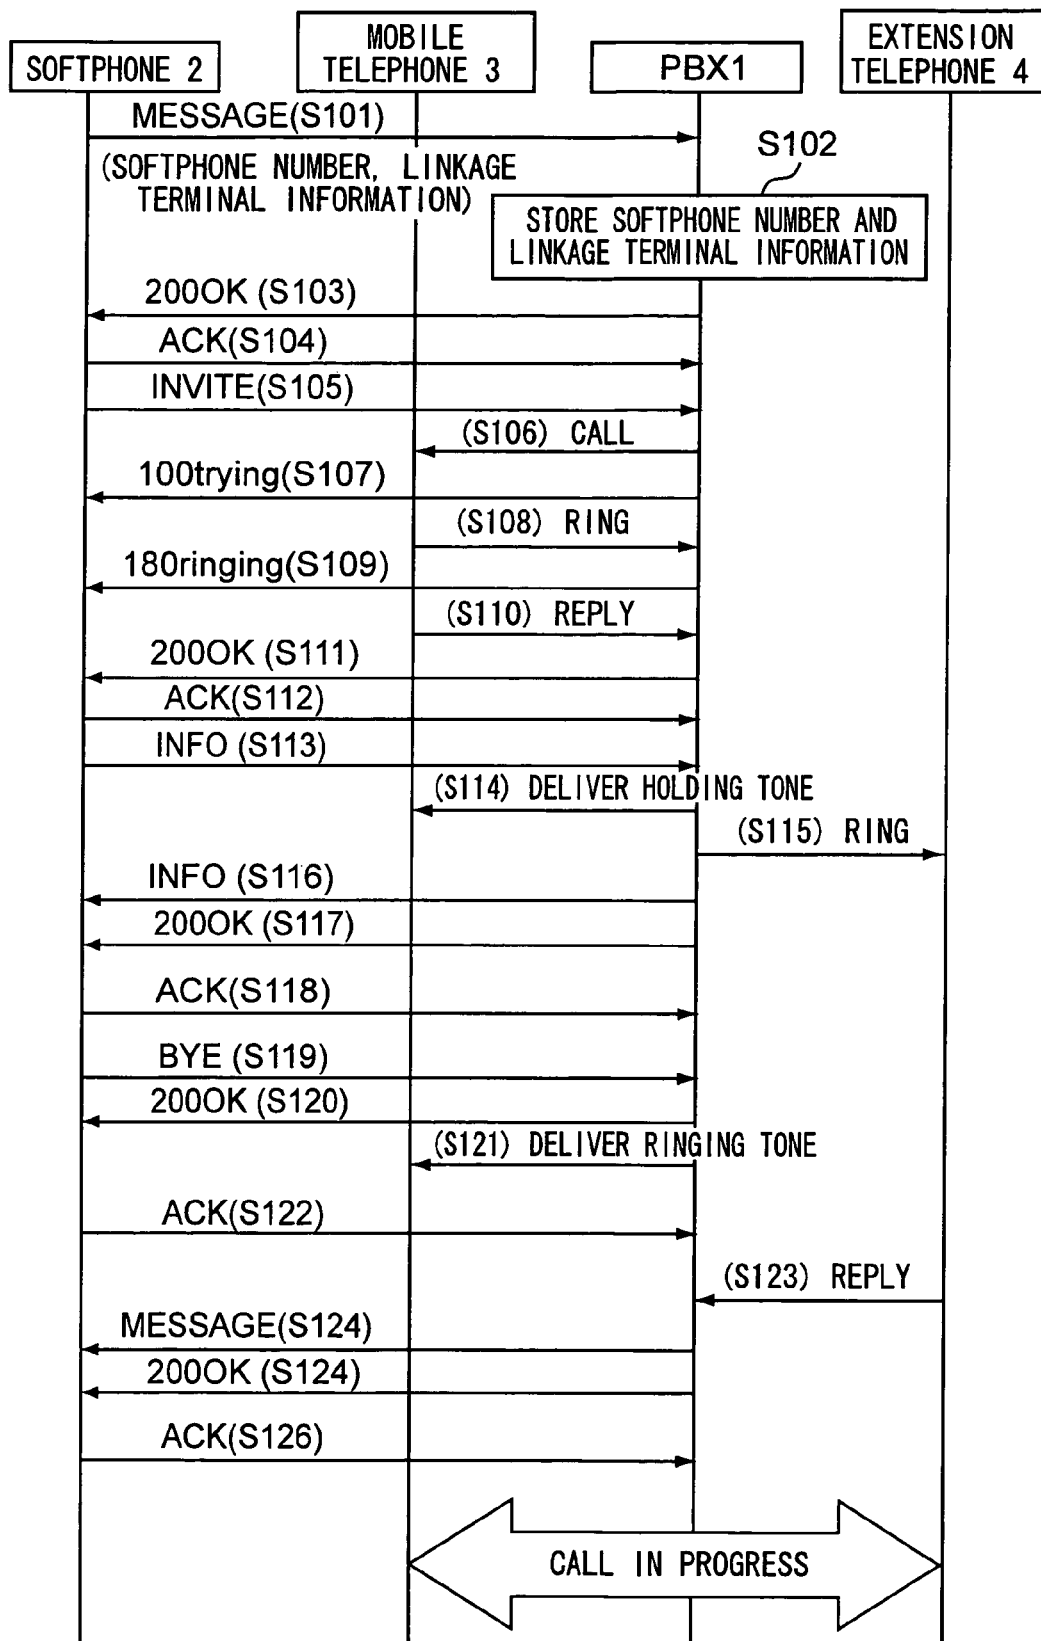 SOFTPHONE 2
MOBILE
TELEPHONE 3
PBX1
EXTENSION
TELEPHONE 4
MESSAGE(S101)
(SOFTPHONE NUMBER, LINKAGE
TERMINAL INFORMATION)
S102
STORE SOFTPHONE NUMBER AND
LINKAGE TERMINAL INFORMATION
200OK (S103)
ACK(S104)
INVITE(S105)
(S106) CALL
100trying(S107)
(S108) RING
180ringing(S109)
(S110) REPLY
200OK (S111)
ACK(S112)
INFO (S113)
(S114) DELIVER HOLDING TONE
(S115) RING
INFO (S116)
200OK (S117)
ACK(S118)
BYE (S119)
200OK (S120)
(S121) DELIVER RINGING TONE
ACK(S122)
(S123) REPLY
MESSAGE(S124)
200OK (S124)
ACK(S126)
CALL IN PROGRESS